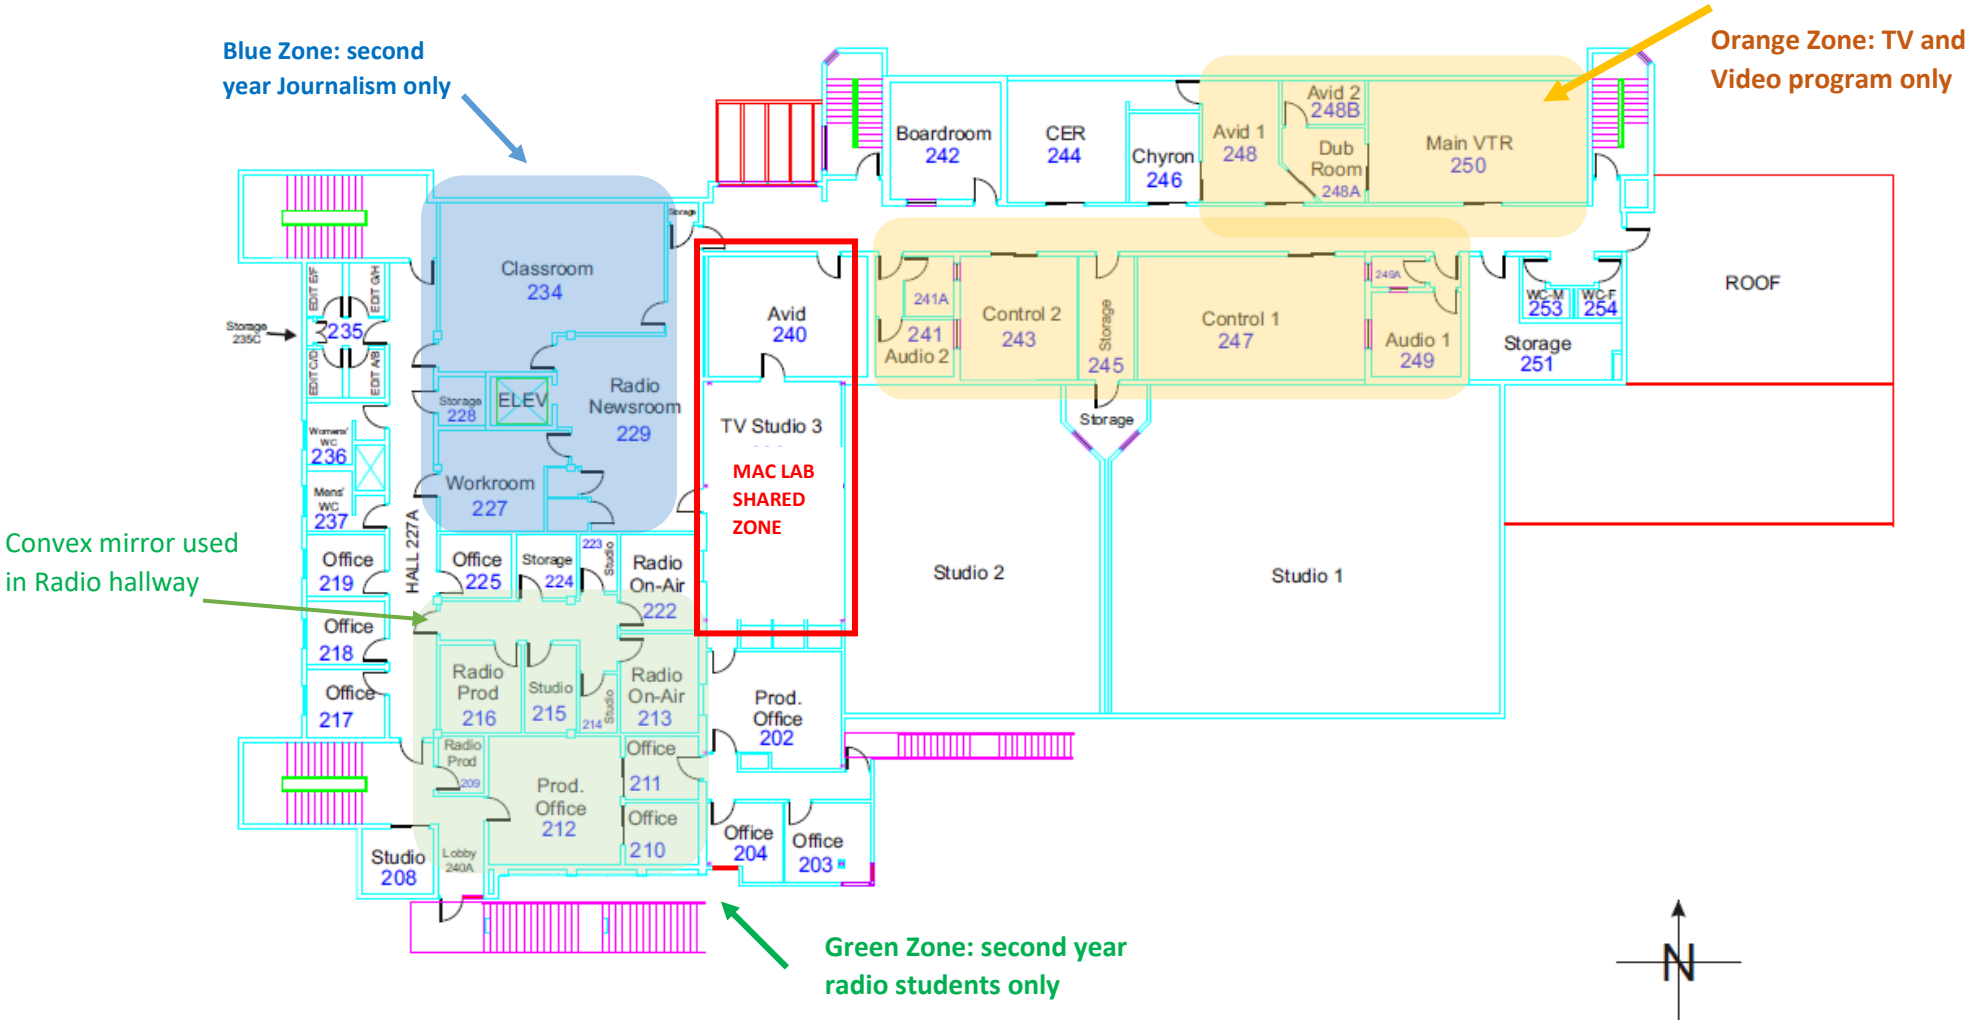 Blue Zone: second
year Journalism only
Orange Zone: TV and
Video program only
Boardroom
242
CER
244
Chyron
246
Avid 1
248
Avid 2
248B
Dub
Room
248A
Main VTR
250
Storage
Classroom
234
EDIT E/F
EDIT G/H
Storage
235C
235
EDIT C/D
EDIT A/B
Avid
240
241A
241
Audio 2
Control 2
243
Storage
245
Control 1
247
249A
Audio 1
249
WC-M
253
WC-F
254
Storage
251
ROOF
Storage
228
ELEV
Radio
Newsroom
229
TV Studio 3
Storage
MAC LAB
SHARED
ZONE
Womens'
WC
236
Mens'
WC
237
Workroom
227
HALL 227A
Convex mirror used
in Radio hallway
Office
219
Office
225
Storage
224
223
Studio
Radio
On-Air
222
Studio 2
Studio 1
Office
218
Office
217
Radio
Prod
216
Studio
215
214
Studio
Radio
On-Air
213
Prod.
Office
202
Radio
Prod
209
Prod.
Office
212
Office
211
Office
210
Office
204
Office
203
Studio
208
Lobby
240A
Green Zone: second year
radio students only
N